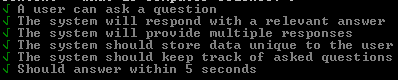 √ A user can ask a question
√ The system will respond with a relevant answer
√ The system will provide multiple responses
√ The system should store data unique to the user
√ The system should keep track of asked questions
√ Should answer within 5 seconds